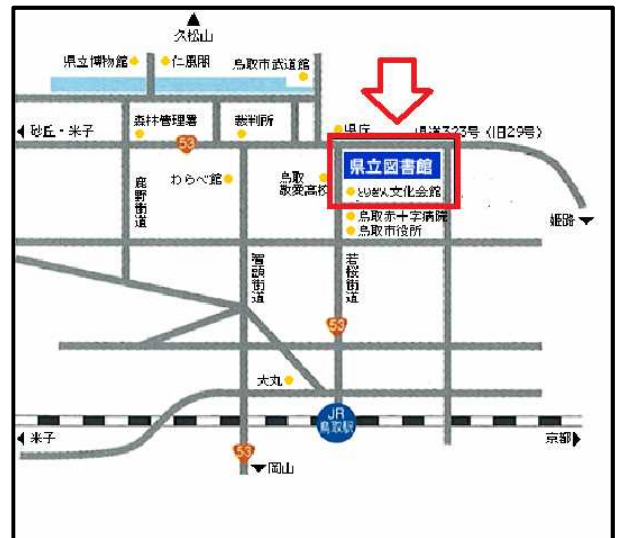 久松山
県立博物館
仁風閣
鳥取市武道館
砂丘・米子
森林管理署
裁判所
県庁
県道323号（旧29号）
53
県立図書館
鹿野街道
わらべ館
鳥取敬愛高校
とりぎん文化会館
鳥取赤十字病院
鳥取市役所
姫路
智頭街道
若桜街道
53
大丸
JR
鳥取駅
米子
京都
53
岡山